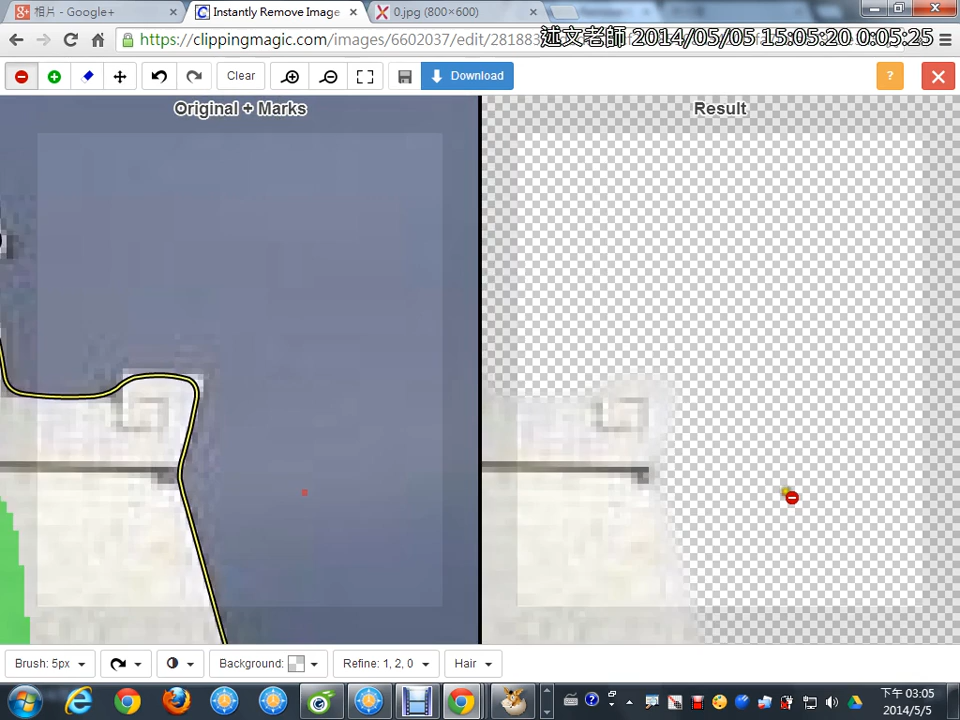 相片 - Google+
Instantly Remove Image
0.jpg (800×600)
https://clippingmagic.com/images/6602037/edit/28188
述文老師 2014/05/05 15:05:20 0:05:25
Clear
Download
?
Original + Marks
Result
Brush: 5px
Background:
Refine: 1, 2, 0
Hair
下午 03:05
2014/5/5